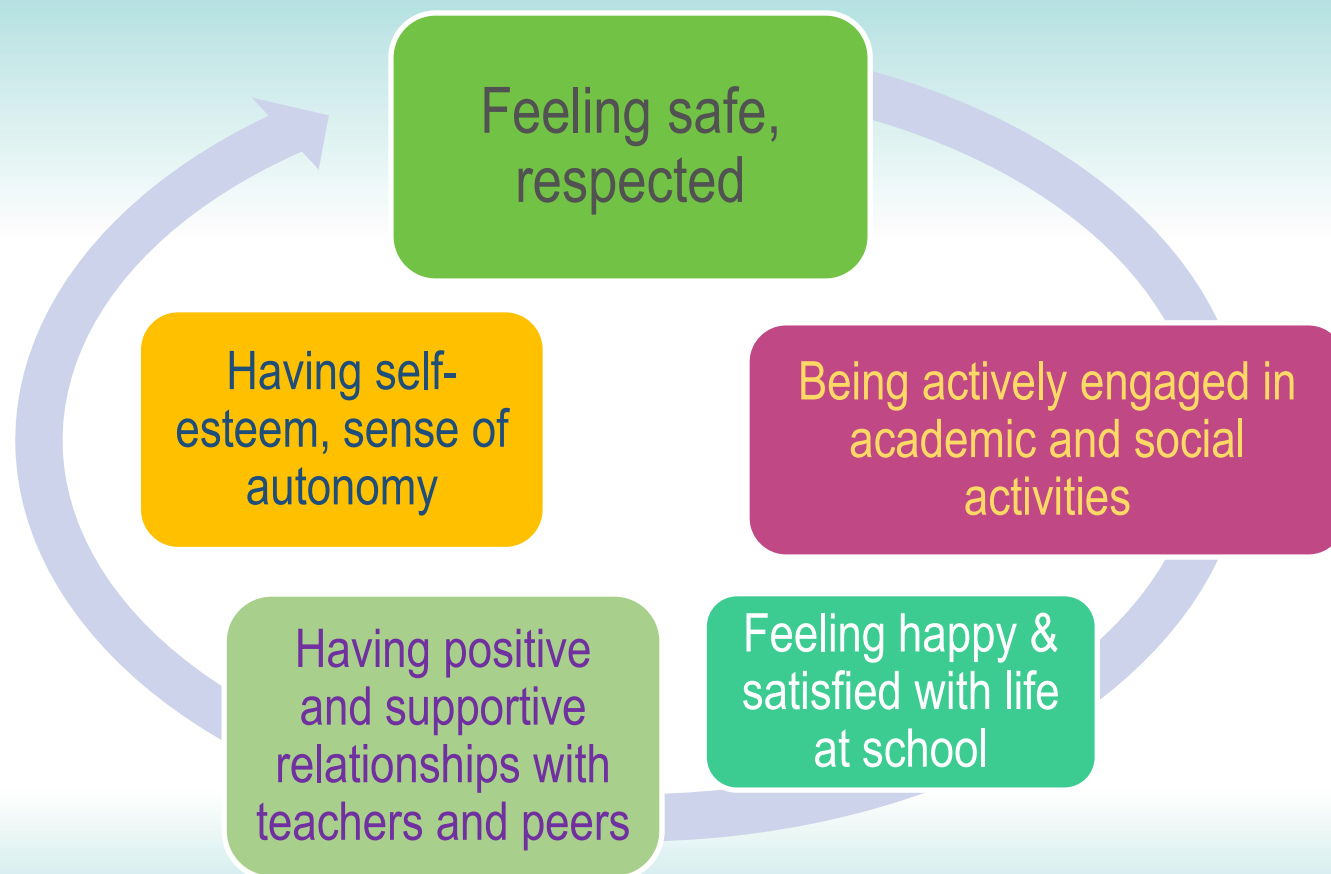 Feeling safe,
respected
Being actively engaged in
academic and social
activities
Feeling happy &
satisfied with life
at school
Having positive
and supportive
relationships with
teachers and peers
Having self-
esteem, sense of
autonomy